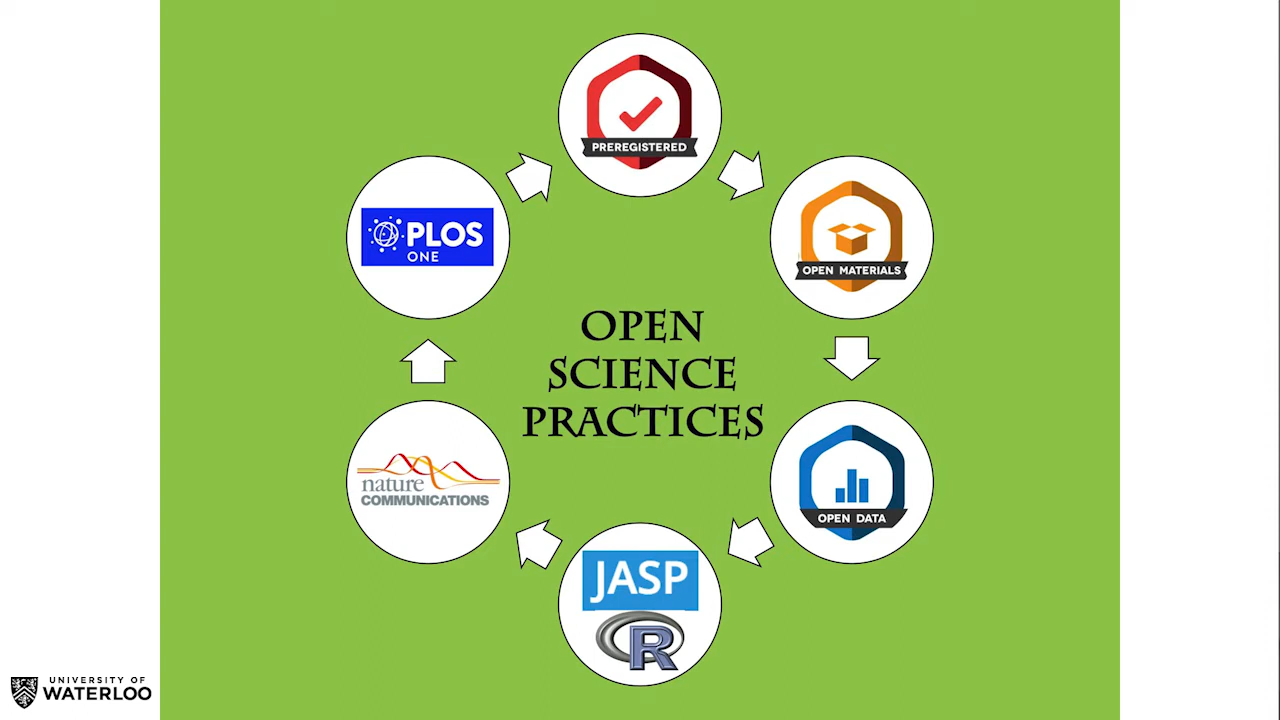 PREREGISTERED
PLOS
ONE
OPEN MATERIALS
OPEN
SCIENCE
PRACTICES
nature
COMMUNICATIONS
OPEN DATA
JASP
R
UNIVERSITY OF
WATERLOO